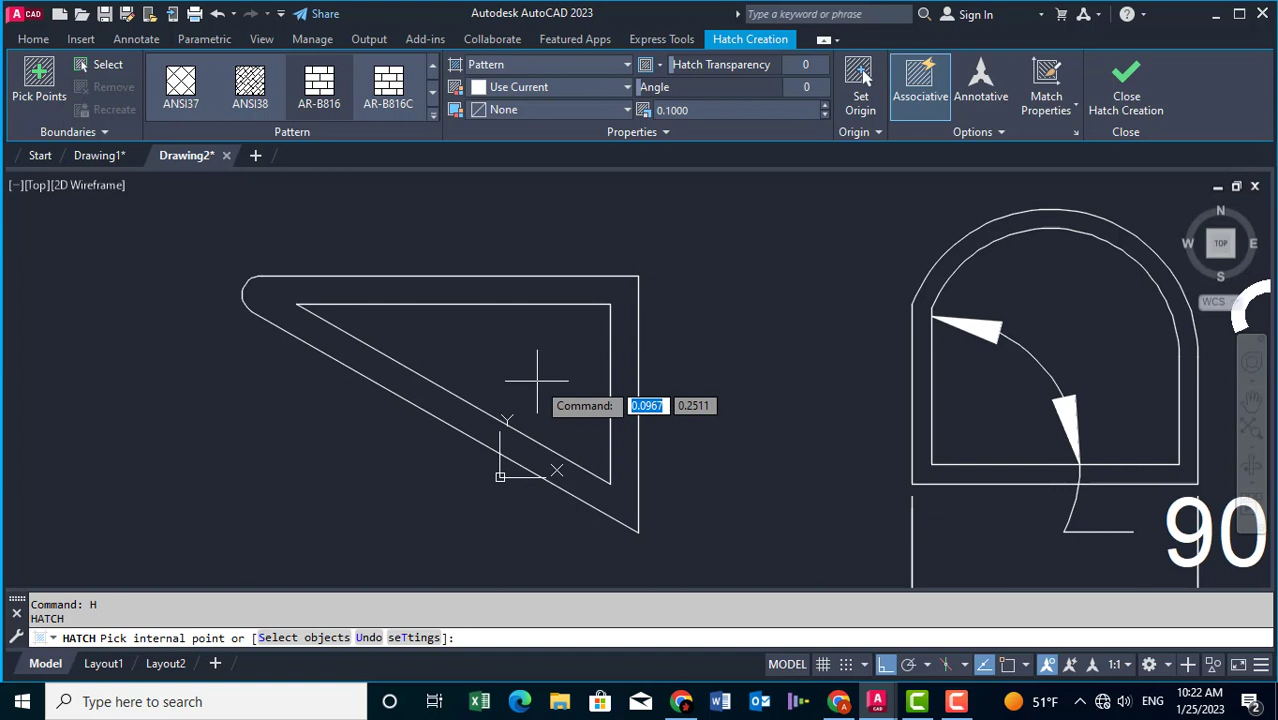 A CAD Share Autodesk AutoCAD 2023 Type a keyword or phrase Sign In
Home Insert Annotate Parametric View Manage Output Add-ins Collaborate Featured Apps Express Tools Hatch Creation
Pick Points Select Remove Recreate
ANSI37 ANSI38 AR-B816 AR-B816C
Pattern Hatch Transparency 0
Use Current Angle 0
None 0.1000
Set Origin Associative Annotative Match Properties Close Hatch Creation
Boundaries Pattern Properties Origin Options Close
Start Drawing1* Drawing2*
[−][Top][2D Wireframe]
N
W TOP E
S
WCS
Command: 0.0967 0.2511
Y
X
90
Command: H
HATCH
HATCH Pick internal point or [Select objects Undo seTtings]:
Model Layout1 Layout2 MODEL 1:1
Type here to search 51°F ENG 10:22 AM
1/25/2023 2